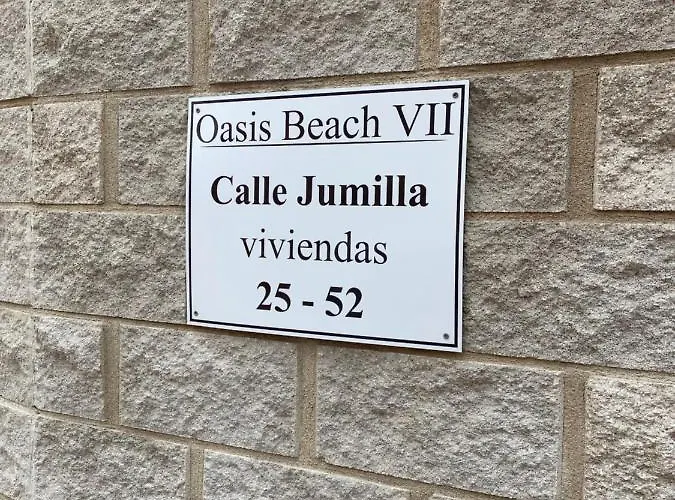 Oasis Beach VII
Calle Jumilla
viviendas
25 - 52